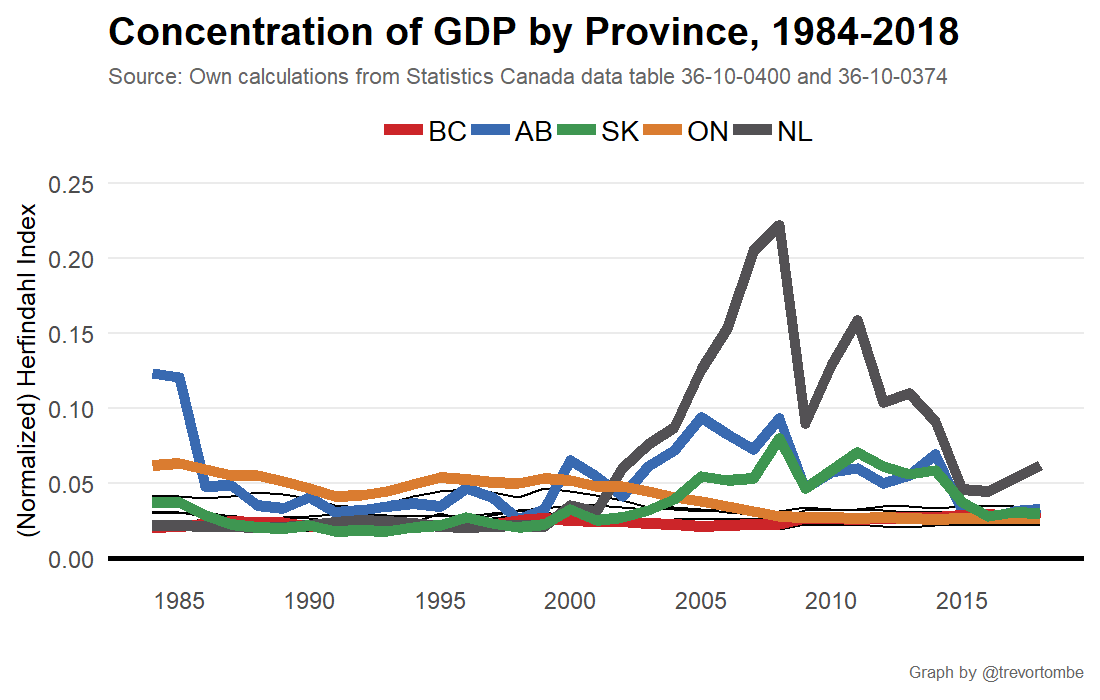 Concentration of GDP by Province, 1984-2018
Source: Own calculations from Statistics Canada data table 36-10-0400 and 36-10-0374
BC AB SK ON NL
(Normalized) Herfindahl Index
0.25
0.20
0.15
0.10
0.05
0.00
1985 1990 1995 2000 2005 2010 2015
Graph by @trevortombe